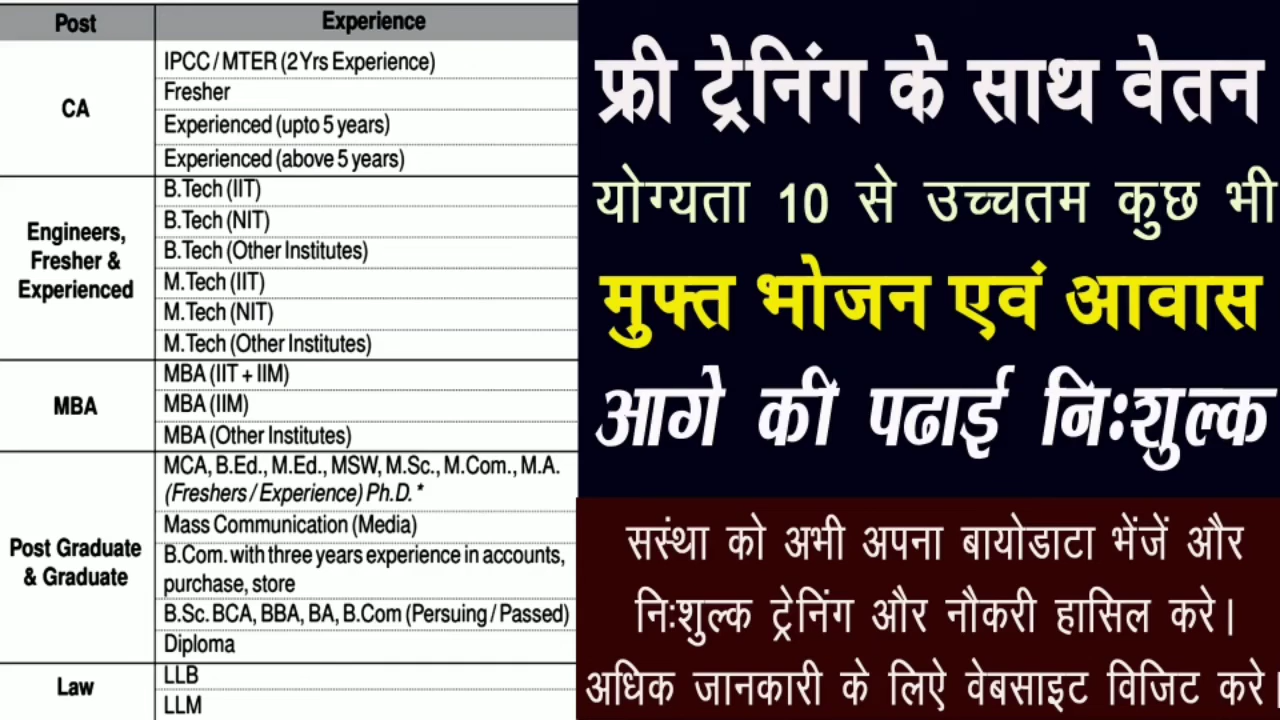 Post Experience
CA
IPCC / MTER (2 Yrs Experience)
Fresher
Experienced (upto 5 years)
Experienced (above 5 years)
Engineers,
Fresher &
Experienced
B.Tech (IIT)
B.Tech (NIT)
B.Tech (Other Institutes)
M.Tech (IIT)
M.Tech (NIT)
M.Tech (Other Institutes)
MBA
MBA (IIT + IIM)
MBA (IIM)
MBA (Other Institutes)
Post Graduate
& Graduate
MCA, B.Ed., M.Ed., MSW, M.Sc., M.Com., M.A.
(Freshers / Experience) Ph.D. *
Mass Communication (Media)
B.Com. with three years experience in accounts,
purchase, store
B.Sc. BCA, BBA, BA, B.Com (Persuing / Passed)
Diploma
Law
LLB
LLM
फ्री ट्रेनिंग के साथ वेतन
योग्यता 10 से उच्चतम कुछ भी
मुफ्त भोजन एवं आवास
आगे की पढाई निःशुल्क
सस्ंथा को अभी अपना बायोडाटा भेंजें और
निःशुल्क ट्रेनिंग और नौकरी हासिल करे।
अधिक जानकारी के लिऐ वेबसाइट विजिट करे।